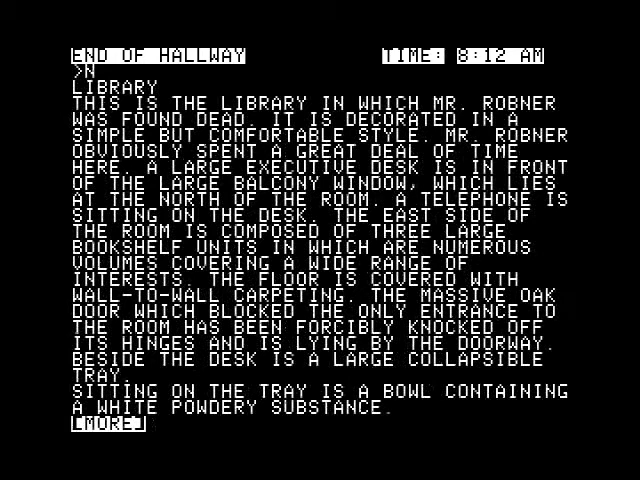 END OF HALLWAY TIME: 8:12 AM
>N
LIBRARY
THIS IS THE LIBRARY IN WHICH MR. ROBNER
WAS FOUND DEAD. IT IS DECORATED IN A
SIMPLE BUT COMFORTABLE STYLE. MR. ROBNER
OBVIOUSLY SPENT A GREAT DEAL OF TIME
HERE. A LARGE EXECUTIVE DESK IS IN FRONT
OF THE LARGE BALCONY WINDOW, WHICH LIES
AT THE NORTH OF THE ROOM. A TELEPHONE IS
SITTING ON THE DESK. THE EAST SIDE OF
THE ROOM IS COMPOSED OF THREE LARGE
BOOKSHELF UNITS IN WHICH ARE NUMEROUS
VOLUMES COVERING A WIDE RANGE OF
INTERESTS. THE FLOOR IS COVERED WITH
WALL-TO-WALL CARPETING. THE MASSIVE OAK
DOOR WHICH BLOCKED THE ONLY ENTRANCE TO
THE ROOM HAS BEEN FORCIBLY KNOCKED OFF
ITS HINGES AND IS LYING BY THE DOORWAY.
BESIDE THE DESK IS A LARGE COLLAPSIBLE
TRAY.
SITTING ON THE TRAY IS A BOWL CONTAINING
A WHITE POWDERY SUBSTANCE.
[MORE]